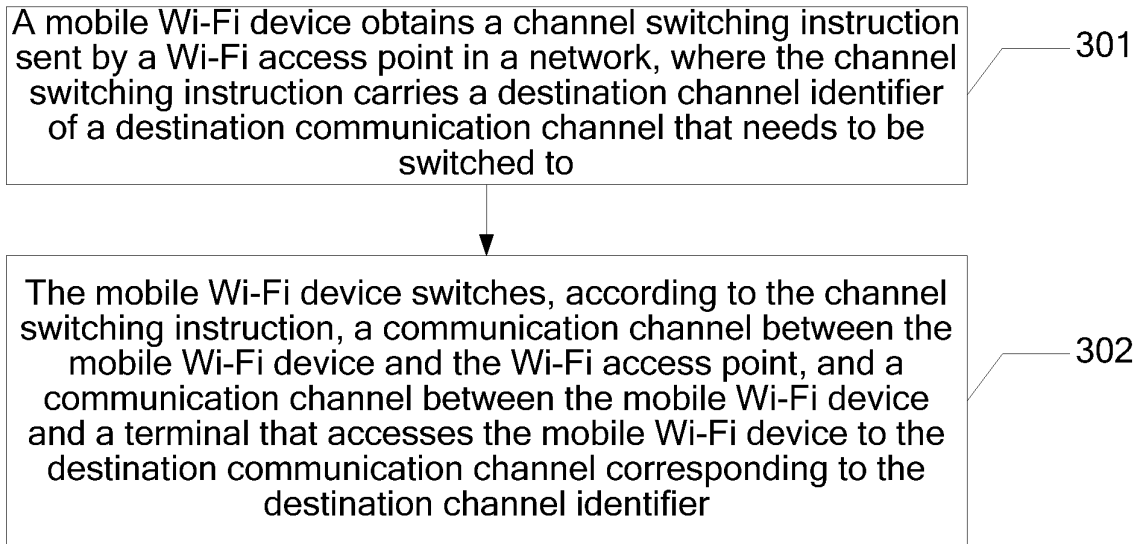 A mobile Wi-Fi device obtains a channel switching instruction
sent by a Wi-Fi access point in a network, where the channel
switching instruction carries a destination channel identifier
of a destination communication channel that needs to be
switched to
301
The mobile Wi-Fi device switches, according to the channel
switching instruction, a communication channel between the
mobile Wi-Fi device and the Wi-Fi access point, and a
communication channel between the mobile Wi-Fi device
and a terminal that accesses the mobile Wi-Fi device to the
destination communication channel corresponding to the
destination channel identifier
302